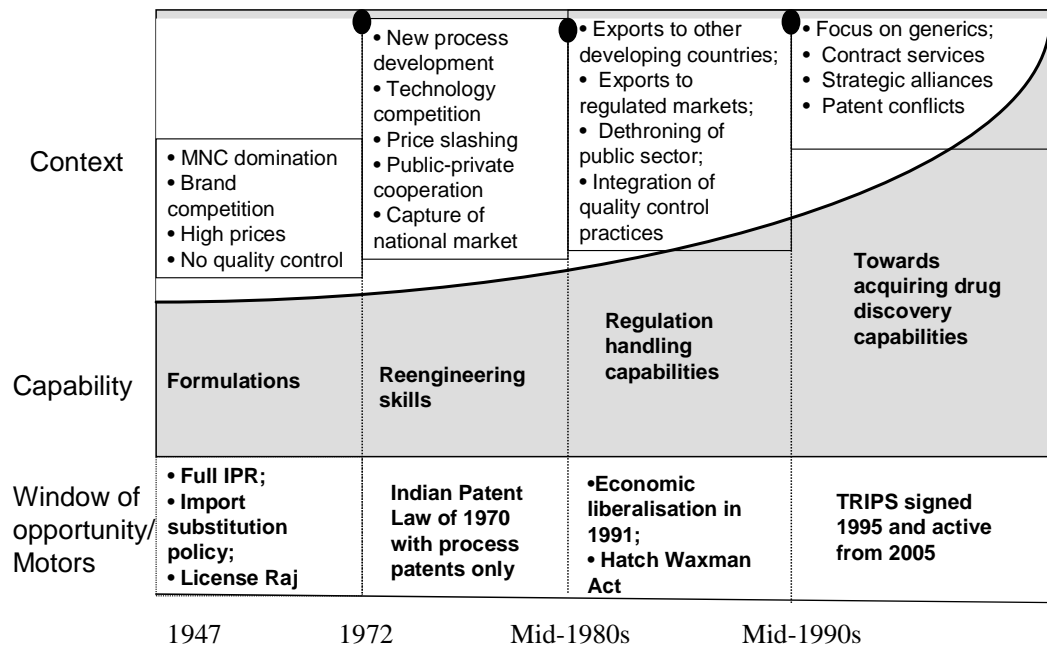 Context
• MNC domination
• Brand
competition
• High prices
• No quality control
• New process
development
• Technology
competition
• Price slashing
• Public-private
cooperation
• Capture of
national market
• Exports to other
developing countries;
• Exports to
regulated markets;
• Dethroning of
public sector;
• Integration of
quality control
practices
• Focus on generics;
• Contract services
• Strategic alliances
• Patent conflicts
Capability
Formulations
Reengineering
skills
Regulation
handling
capabilities
Towards
acquiring drug
discovery
capabilities
Window of
opportunity/
Motors
• Full IPR;
• Import
substitution
policy;
• License Raj
Indian Patent
Law of 1970
with process
patents only
•Economic
liberalisation in
1991;
• Hatch Waxman
Act
TRIPS signed
1995 and active
from 2005
1947
1972
Mid-1980s
Mid-1990s